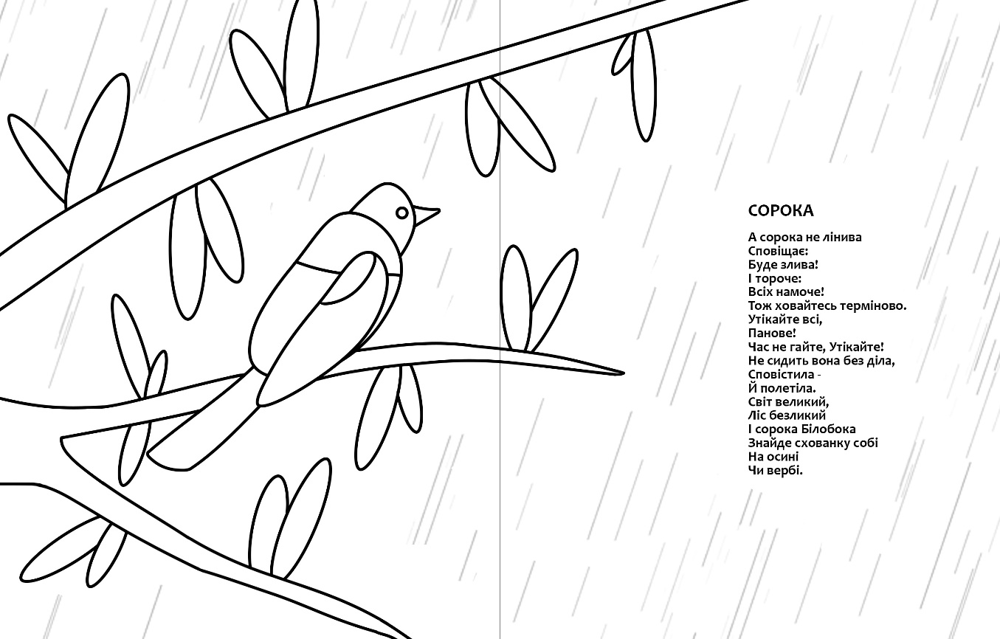 СОРОКА
А сорока не лінива
Сповіщає:
Буде злива!
І тороче:
Всіх намоче!
Тож ховайтесь терміново.
Утікайте всі,
Панове!
Час не гайте, Утікайте!
Не сидить вона без діла,
Сповістила -
Й полетіла.
Світ великий,
Ліс безликий
І сорока Білобока
Знайде схованку собі
На осині
Чи вербі.